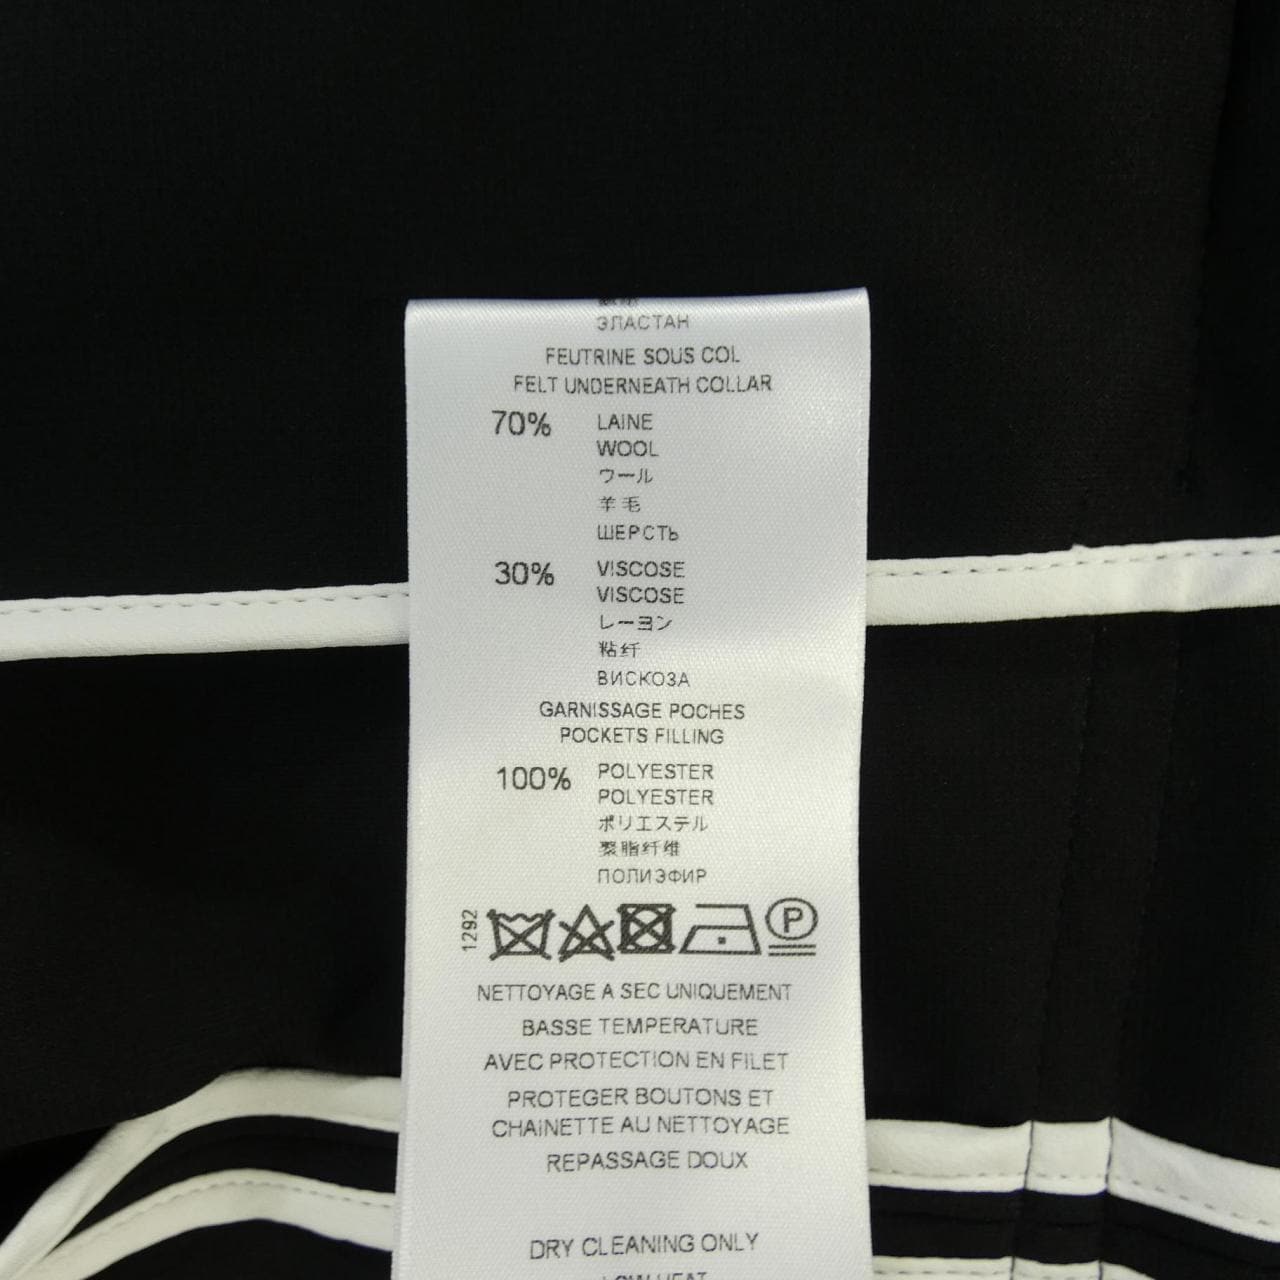 ЭЛАСТАН
FEUTRINE SOUS COL
FELT UNDERNEATH COLLAR
70% LAINE
WOOL
ウール
羊毛
ШЕРСТЬ
30% VISCOSE
VISCOSE
レーヨン
粘纤
ВИСКОЗА
GARNISSAGE POCHES
POCKETS FILLING
100% POLYESTER
POLYESTER
ポリエステル
聚脂纤维
ПОЛИЭФИР
1292
P
NETTOYAGE A SEC UNIQUEMENT
BASSE TEMPERATURE
AVEC PROTECTION EN FILET
PROTEGER BOUTONS ET
CHAINETTE AU NETTOYAGE
REPASSAGE DOUX
DRY CLEANING ONLY
LOW HEAT